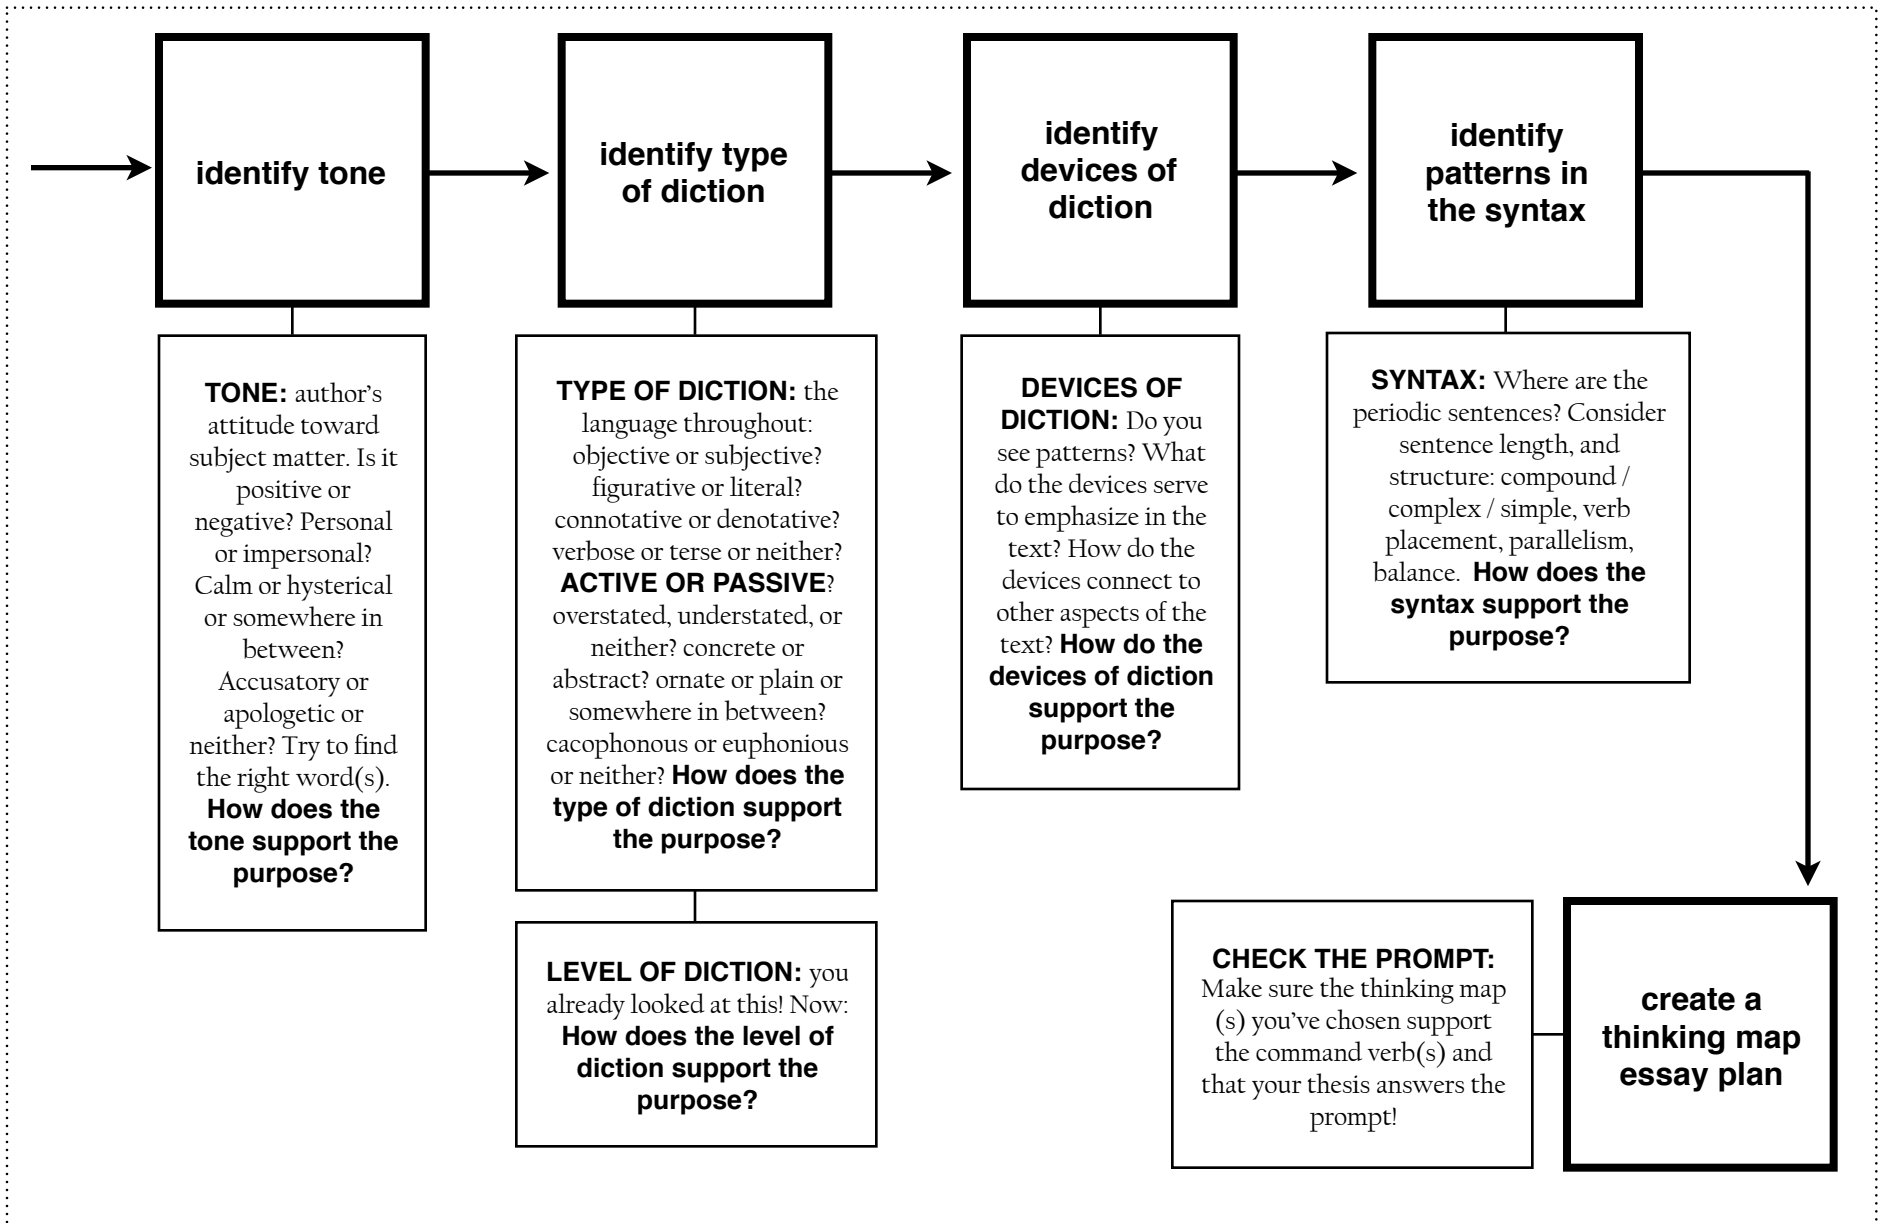 identify tone
identify type
of diction
identify
devices of
diction
identify
patterns in
the syntax
TONE: author's
attitude toward
subject matter. Is it
positive or
negative? Personal
or impersonal?
Calm or hysterical
or somewhere in
between?
Accusatory or
apologetic or
neither? Try to find
the right word(s).
How does the
tone support the
purpose?
TYPE OF DICTION: the
language throughout:
objective or subjective?
figurative or literal?
connotative or denotative?
verbose or terse or neither?
ACTIVE OR PASSIVE?
overstated, understated, or
neither? concrete or
abstract? ornate or plain or
somewhere in between?
cacophonous or euphonious
or neither? How does the
type of diction support
the purpose?
LEVEL OF DICTION: you
already looked at this! Now:
How does the level of
diction support the
purpose?
DEVICES OF
DICTION: Do you
see patterns? What
do the devices serve
to emphasize in the
text? How do the
devices connect to
other aspects of the
text? How do the
devices of diction
support the
purpose?
SYNTAX: Where are the
periodic sentences? Consider
sentence length, and
structure: compound /
complex / simple, verb
placement, parallelism,
balance. How does the
syntax support the
purpose?
CHECK THE PROMPT:
Make sure the thinking map
(s) you've chosen support
the command verb(s) and
that your thesis answers the
prompt!
create a
thinking map
essay plan